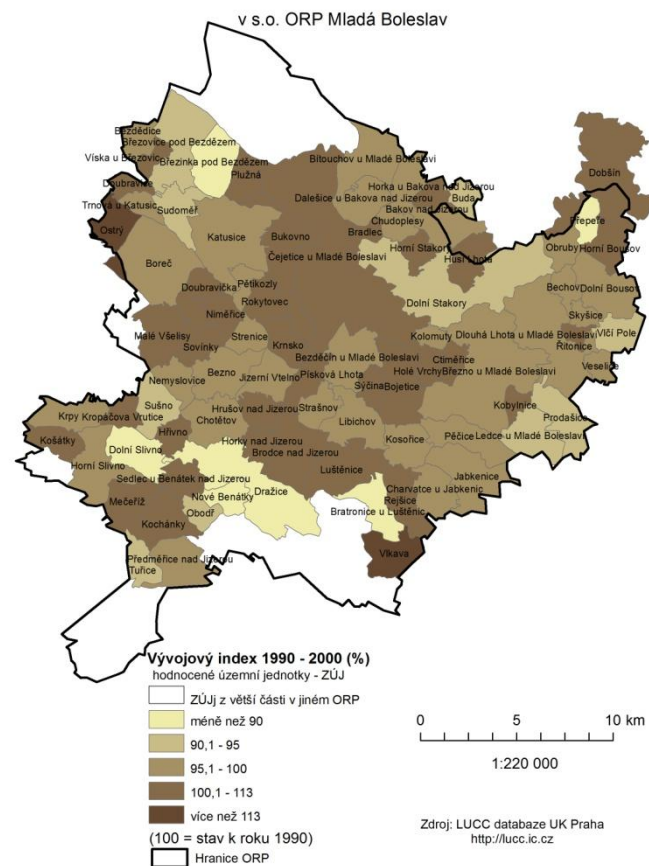 v s.o. ORP Mladá Boleslav
Bezdědice
Březovice pod Bezdězem
Víska u Březovic
Březinka pod Bezdězem
Plužná
Bítouchov u Mladé Boleslavi
Dobšín
Doubravice
Horka u Bakova nad Jizerou
Trnova u Katusic
Dalešice u Bakova nad Jizerou
Buda
Sudoměř
Chudoplesy
Bakov nad Jizerou
Přepeře
Ostrý
Katusice
Bukovno
Bradlec
Horní Stakory
Obruby
Horní Bousov
Boreč
Čejetice u Mladé Boleslavi
Husí Lhota
Pětikozly
Bechov
Dolní Bousov
Doubravička
Rokytovec
Dolní Stakory
Niměřice
Skyšice
Malé Všelisy
Strenice
Krnsko
Kolomuty
Dlouhá Lhota u Mladé Boleslavi
Vlčí Pole
Sovínky
Bezděčín u Mladé Boleslavi
Ctiměřice
Řitonice
Bezno
Jizerní Vtelno
Písková Lhota
Holé Vrchy
Březno u Mladé Boleslavi
Veselice
Nemyslovice
Sýčina
Bojetice
Sušno
Hrušov nad Jizerou
Strašnov
Kobylnice
Krpy
Kropáčova Vrutice
Chotětov
Libichov
Prodašice
Košátky
Hřivno
Horky nad Jizerou
Kosořice
Pěčice
Ledce u Mladé Boleslavi
Dolní Slivno
Brodce nad Jizerou
Horní Slivno
Luštěnice
Jabkenice
Sedlec u Benátek nad Jizerou
Charvatce u Jabkenic
Mečeříž
Nové Benátky
Dražice
Rejšice
Obodř
Bratronice u Luštěnic
Kochánky
Vlkava
Předměřice nad Jizerou
Tuřice
Vývojový index 1990 - 2000 (%)
hodnocené územní jednotky - ZÚJ
ZÚJj z větší části v jiném ORP
méně než 90
90,1 - 95
95,1 - 100
100,1 - 113
více než 113
(100 = stav k roku 1990)
Hranice ORP
0 5 10 km
1:220 000
Zdroj: LUCC databaze UK Praha
http://lucc.ic.cz